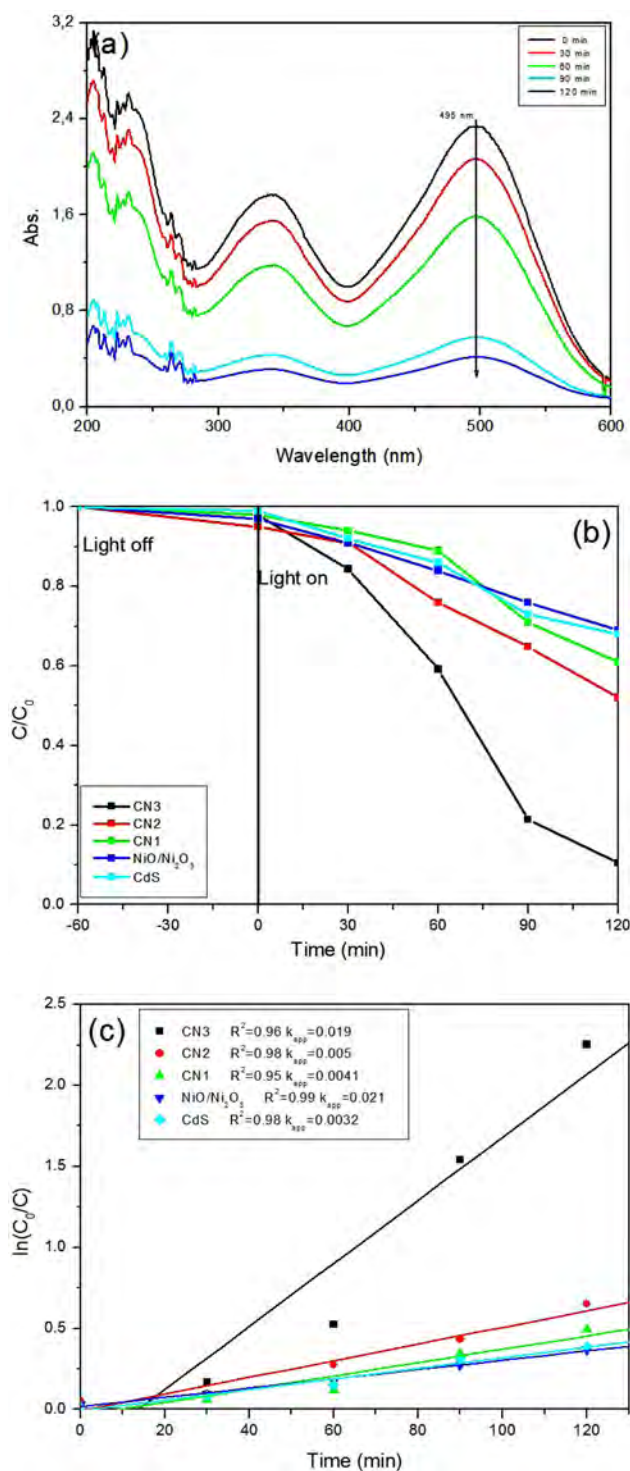 (a)
3,2
2,4
1,6
0,8
0,0
Abs.
0 min
30 min
60 min
90 min
120 min
495 nm
200 300 400 500 600
Wavelength (nm)
(b)
1.0
0.8
0.6
0.4
0.2
0.0
C/C0
Light off
Light on
CN3
CN2
CN1
NiO/Ni2O3
CdS
-60 -30 0 30 60 90 120
Time (min)
(c)
2.5
2.0
1.5
1.0
0.5
0.0
ln(C0/C)
CN3 R2=0.96 kapp=0.019
CN2 R2=0.98 kapp=0.005
CN1 R2=0.95 kapp=0.0041
NiO/Ni2O3 R2=0.99 kapp=0.021
CdS R2=0.98 kapp=0.0032
0 20 40 60 80 100 120
Time (min)